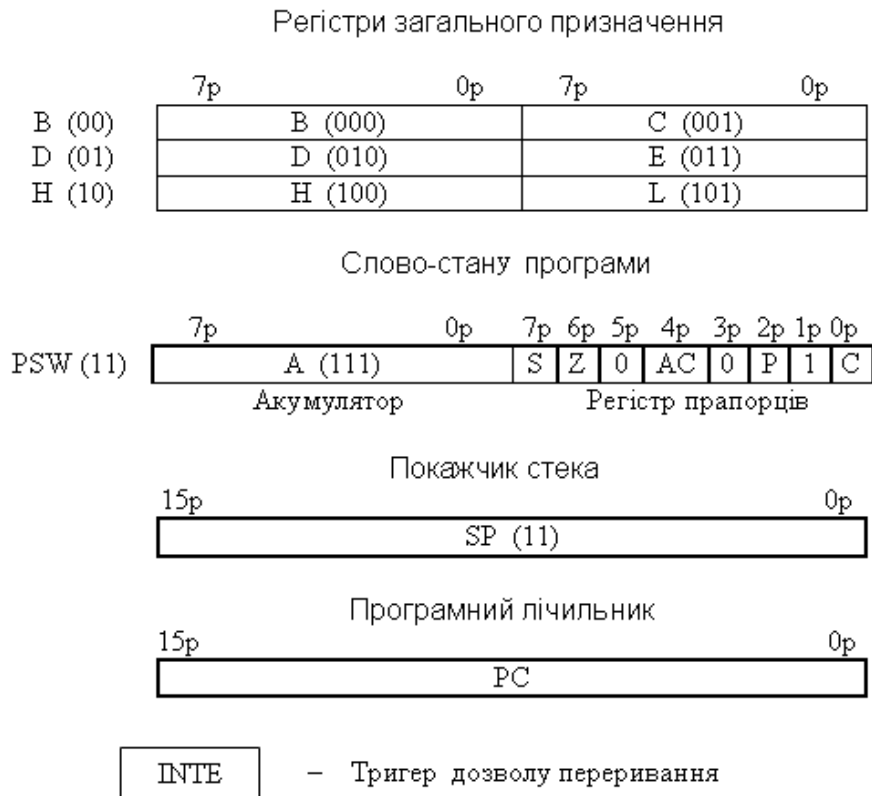 Регістри загального призначення
7р 0р 7р 0р
B (00) B (000) C (001)
D (01) D (010) E (011)
H (10) H (100) L (101)
Слово-стану програми
7р 0р 7р 6р 5р 4р 3р 2р 1р 0р
PSW (11) A (111) S Z 0 AC 0 P 1 C
Акумулятор Регістр прапорців
Покажчик стека
15р 0р
SP (11)
Програмний лічильник
15р 0р
PC
INTE – Тригер дозволу переривання